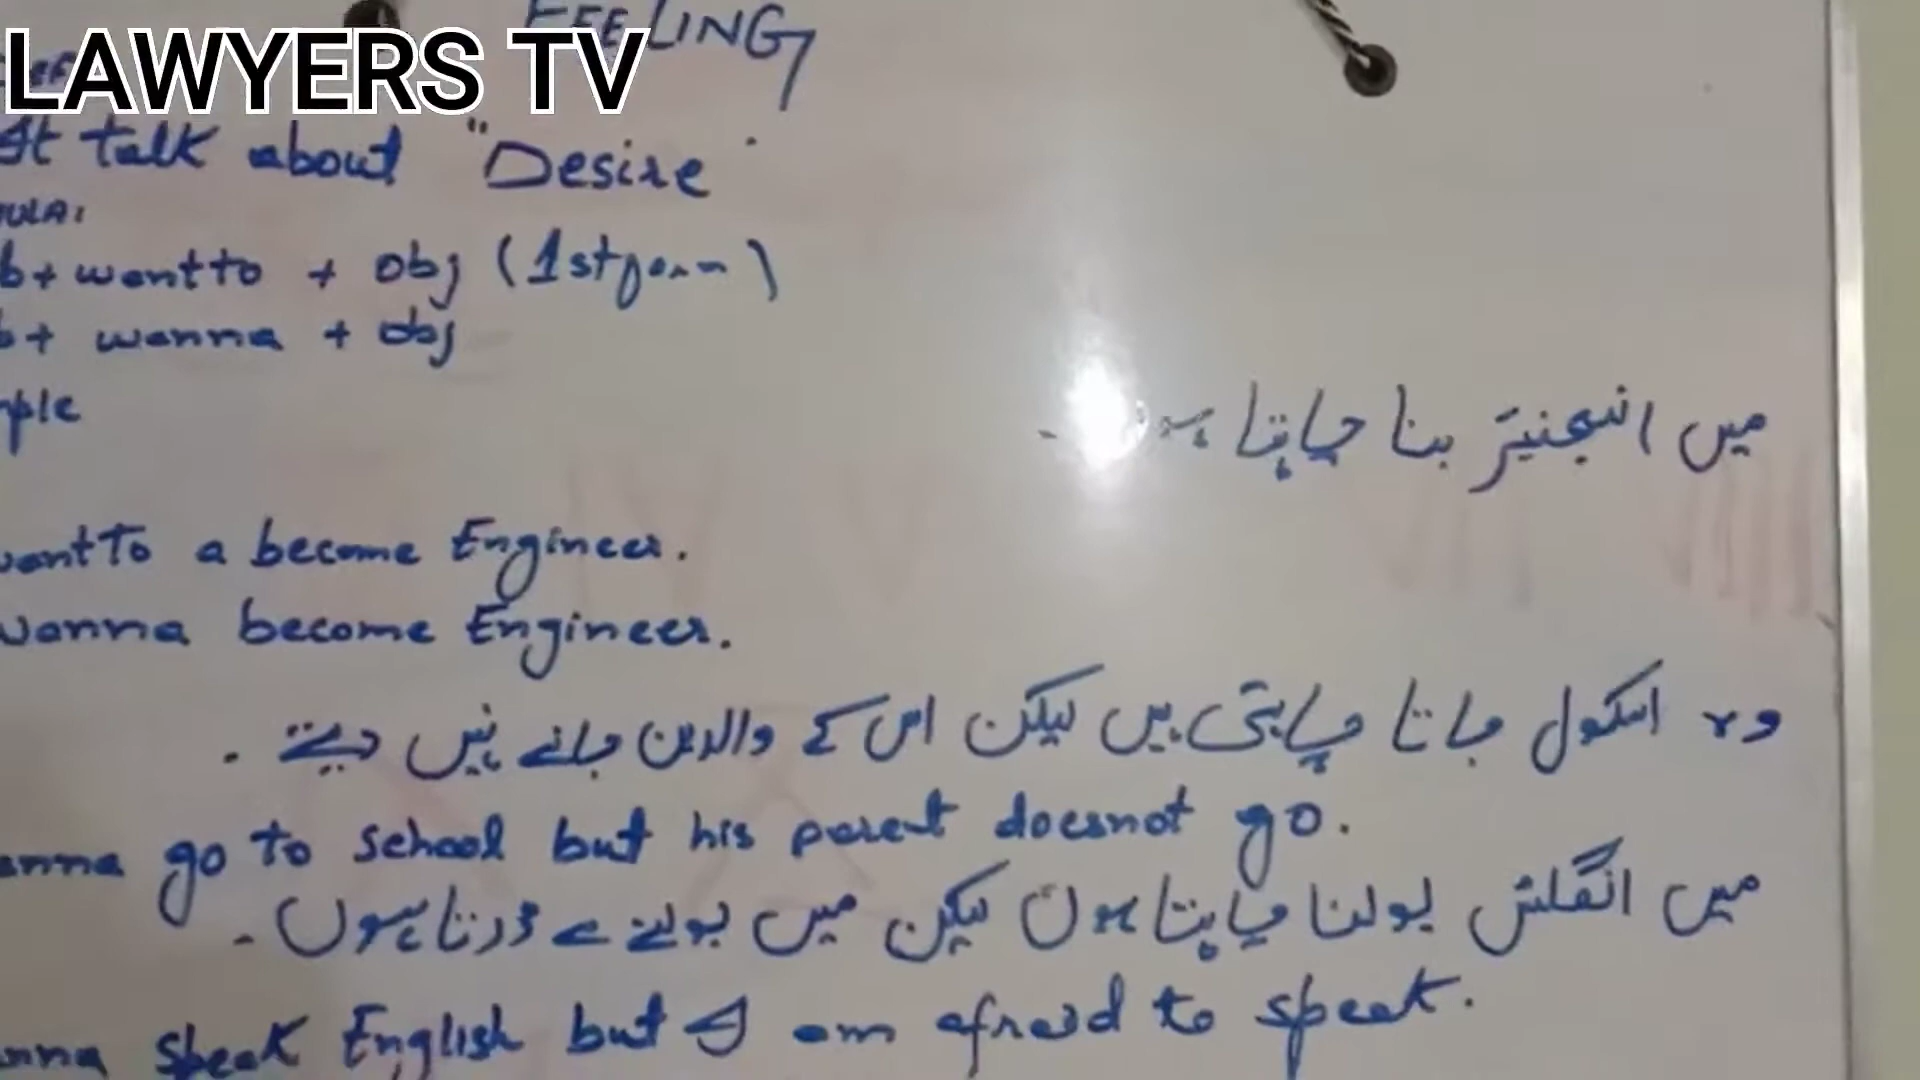 FEELING
LAWYERS TV
It talk about "Desire"
ULA:
b + want to + obj (1st form)
b + wanna + obj
mple
میں انجنیئر بنا چاہتا ہ
want to a become Engineer.
wanna become Engineer.
وہ اسکول جانا چاہتی ہیں لیکن اس کے والدین جانے نہیں دیتے ۔
anna go to school but his parent doesnot go.
میں انگلش بولنا چاہتا ہوں لیکن میں بولنے سے ڈرتا ہوں ۔
nna speak English but I am afraid to speak.